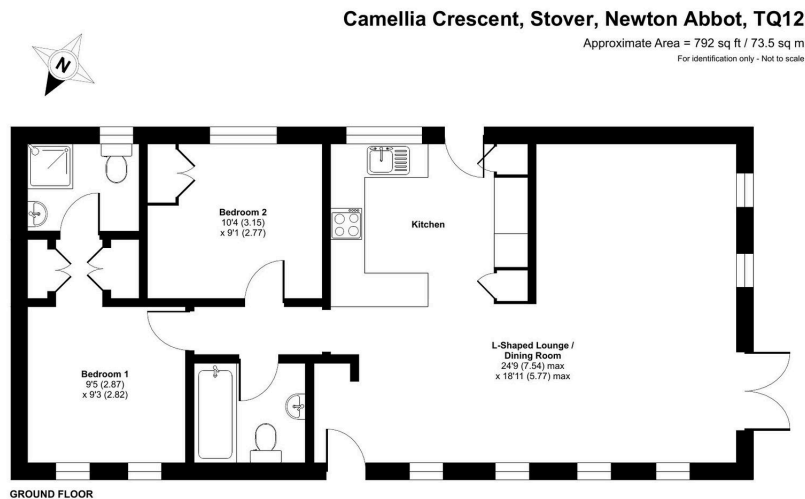 Camellia Crescent, Stover, Newton Abbot, TQ12
Approximate Area = 792 sq ft / 73.5 sq m
For identification only - Not to scale
N
Bedroom 2
10'4 (3.15)
x 9'1 (2.77)
Kitchen
L-Shaped Lounge /
Dining Room
24'9 (7.54) max
x 18'11 (5.77) max
Bedroom 1
9'5 (2.87)
x 9'3 (2.82)
GROUND FLOOR